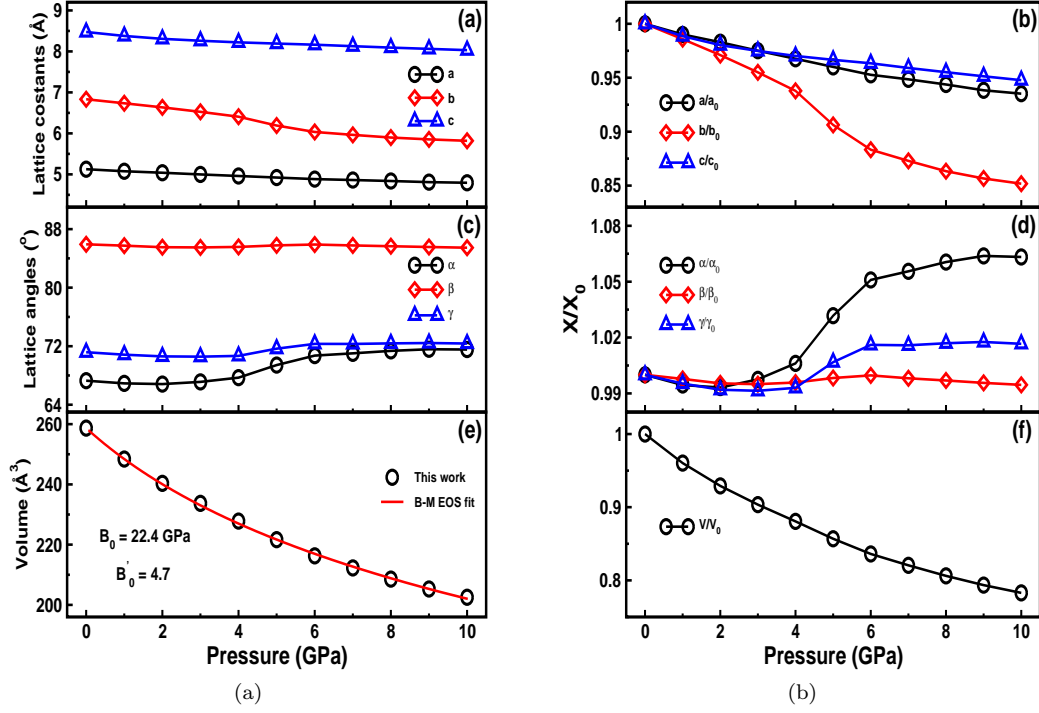 (a)
9
8
7
6
5
Lattice costants (Å)
a
b
c
(b)
1
0.95
0.9
0.85
a/a0
b/b0
c/c0
(c)
88
80
72
64
Lattice angles (°)
α
β
γ
(d)
1.08
1.05
1.02
0.99
X/X0
α/α0
β/β0
γ/γ0
(e)
260
240
220
200
Volume (Å3)
This work
B-M EOS fit
B0 = 22.4 GPa
B'0 = 4.7
0 2 4 6 8 10
Pressure (GPa)
(f)
1
0.9
0.8
V/V0
0 2 4 6 8 10
Pressure (GPa)
(a)
(b)